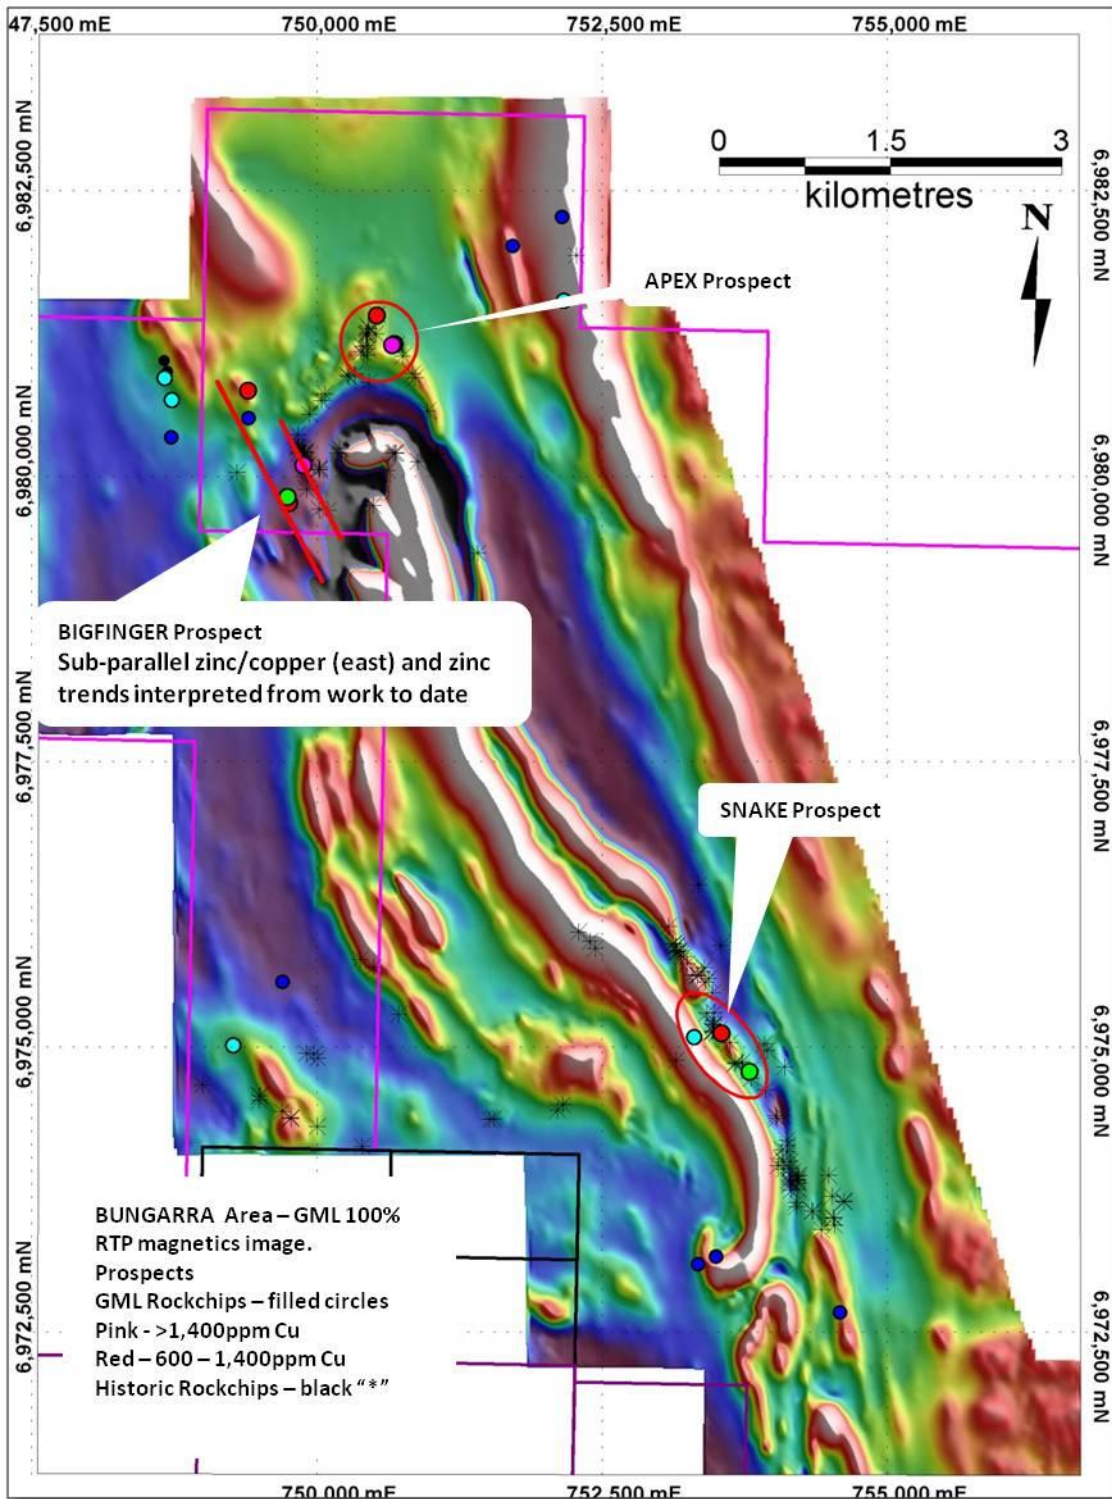 47,500 mE 750,000 mE 752,500 mE 755,000 mE
6,982,500 mN
6,980,000 mN
6,977,500 mN
6,975,000 mN
6,972,500 mN
0 1.5 3
kilometres
N
APEX Prospect
BIGFINGER Prospect
Sub-parallel zinc/copper (east) and zinc
trends interpreted from work to date
SNAKE Prospect
BUNGARRA Area – GML 100%
RTP magnetics image.
Prospects
GML Rockchips – filled circles
Pink - >1,400ppm Cu
Red – 600 – 1,400ppm Cu
Historic Rockchips – black “*”
6,982,500 mN
6,980,000 mN
6,977,500 mN
6,975,000 mN
6,972,500 mN
750,000 mE 752,500 mE 755,000 mE